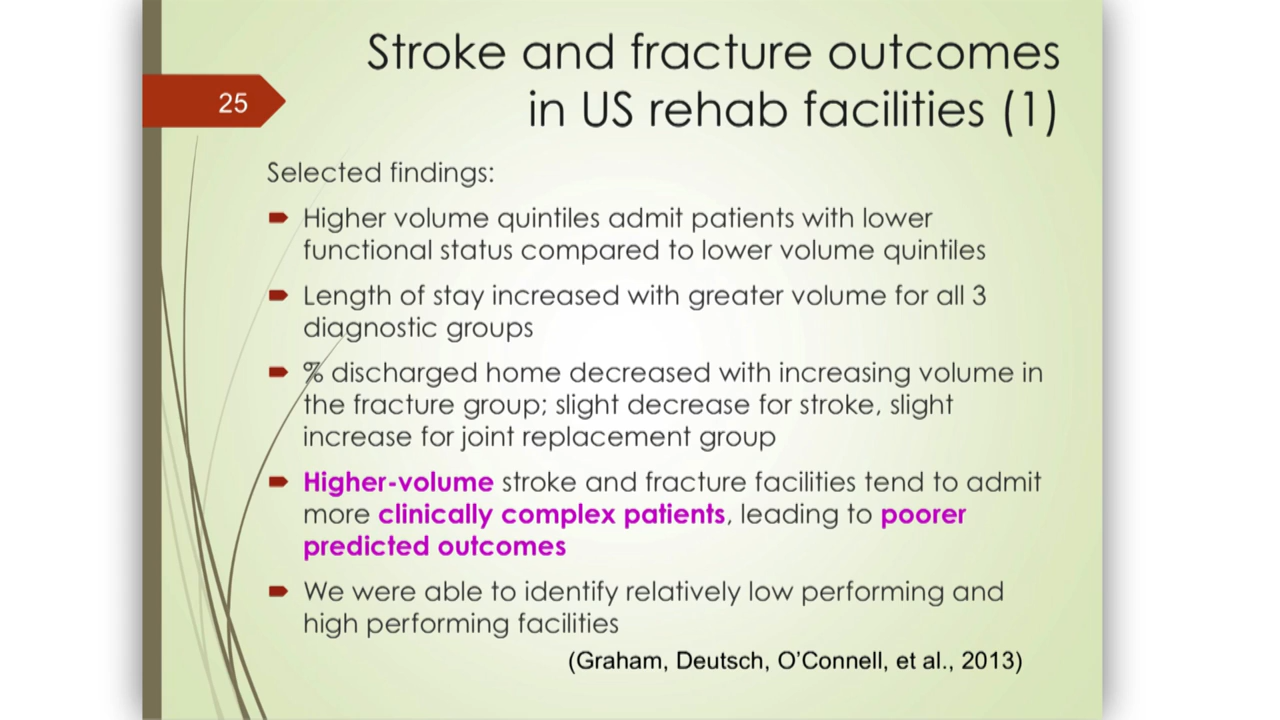 Stroke and fracture outcomes
in US rehab facilities (1)
25
Selected findings:
Higher volume quintiles admit patients with lower
functional status compared to lower volume quintiles
Length of stay increased with greater volume for all 3
diagnostic groups
% discharged home decreased with increasing volume in
the fracture group; slight decrease for stroke, slight
increase for joint replacement group
Higher-volume stroke and fracture facilities tend to admit
more clinically complex patients, leading to poorer
predicted outcomes
We were able to identify relatively low performing and
high performing facilities
(Graham, Deutsch, O’Connell, et al., 2013)